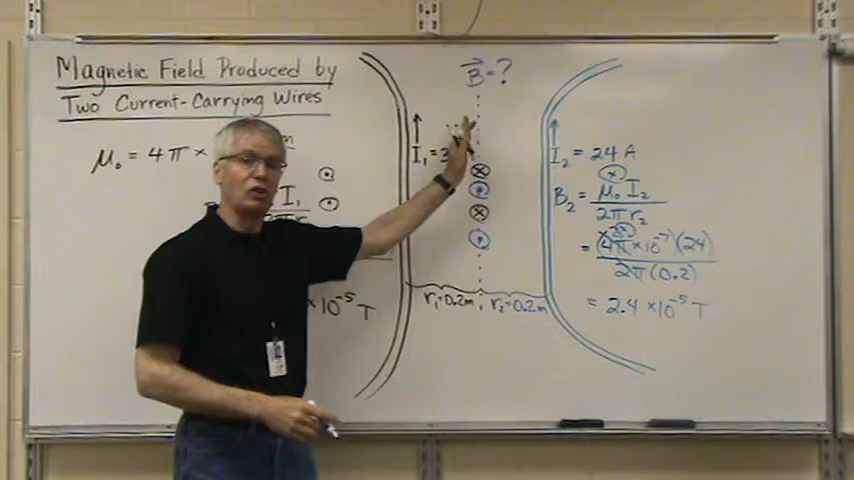 Magnetic Field Produced by
Two Current-Carrying Wires
μ₀ = 4π ×
I₁
×10⁻⁵ T
B⃗ = ?
I₁ = 3
r₁=0.2m r₂=0.2m
I₂ = 24 A
B₂ = μ₀ I₂ / 2π r₂
= (4π ×10⁻⁷)(24) / 2π(0.2)
= 2.4 ×10⁻⁵ T